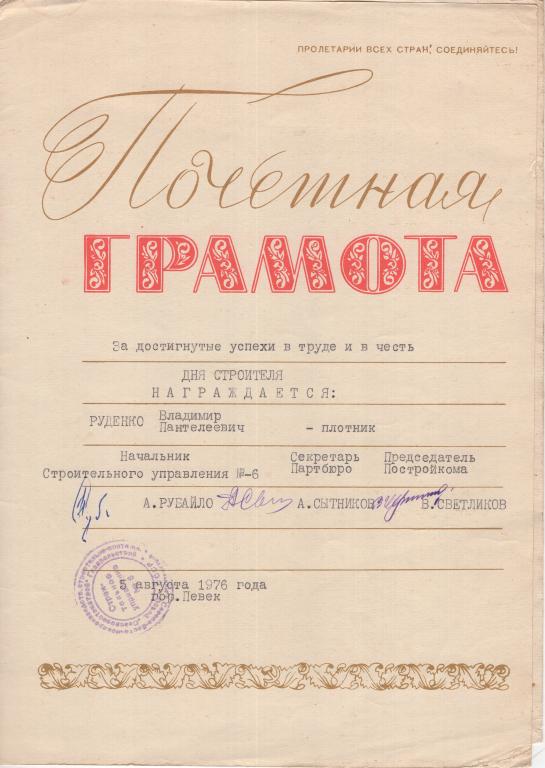 ПРОЛЕТАРИИ ВСЕХ СТРАН, СОЕДИНЯЙТЕСЬ!
Почетная
ГРАМОТА
За достигнутые успехи в труде и в честь
ДНЯ СТРОИТЕЛЯ
НАГРАЖДАЕТСЯ:
РУДЕНКО Владимир Пантелеевич - плотник
Начальник Строительного управления №-6
Секретарь Партбюро
Председатель Постройкома
А.РУБАЙЛО А.СЫТНИКОВ В.СВЕТЛИКОВ
5 августа 1976 года
гор.Певек